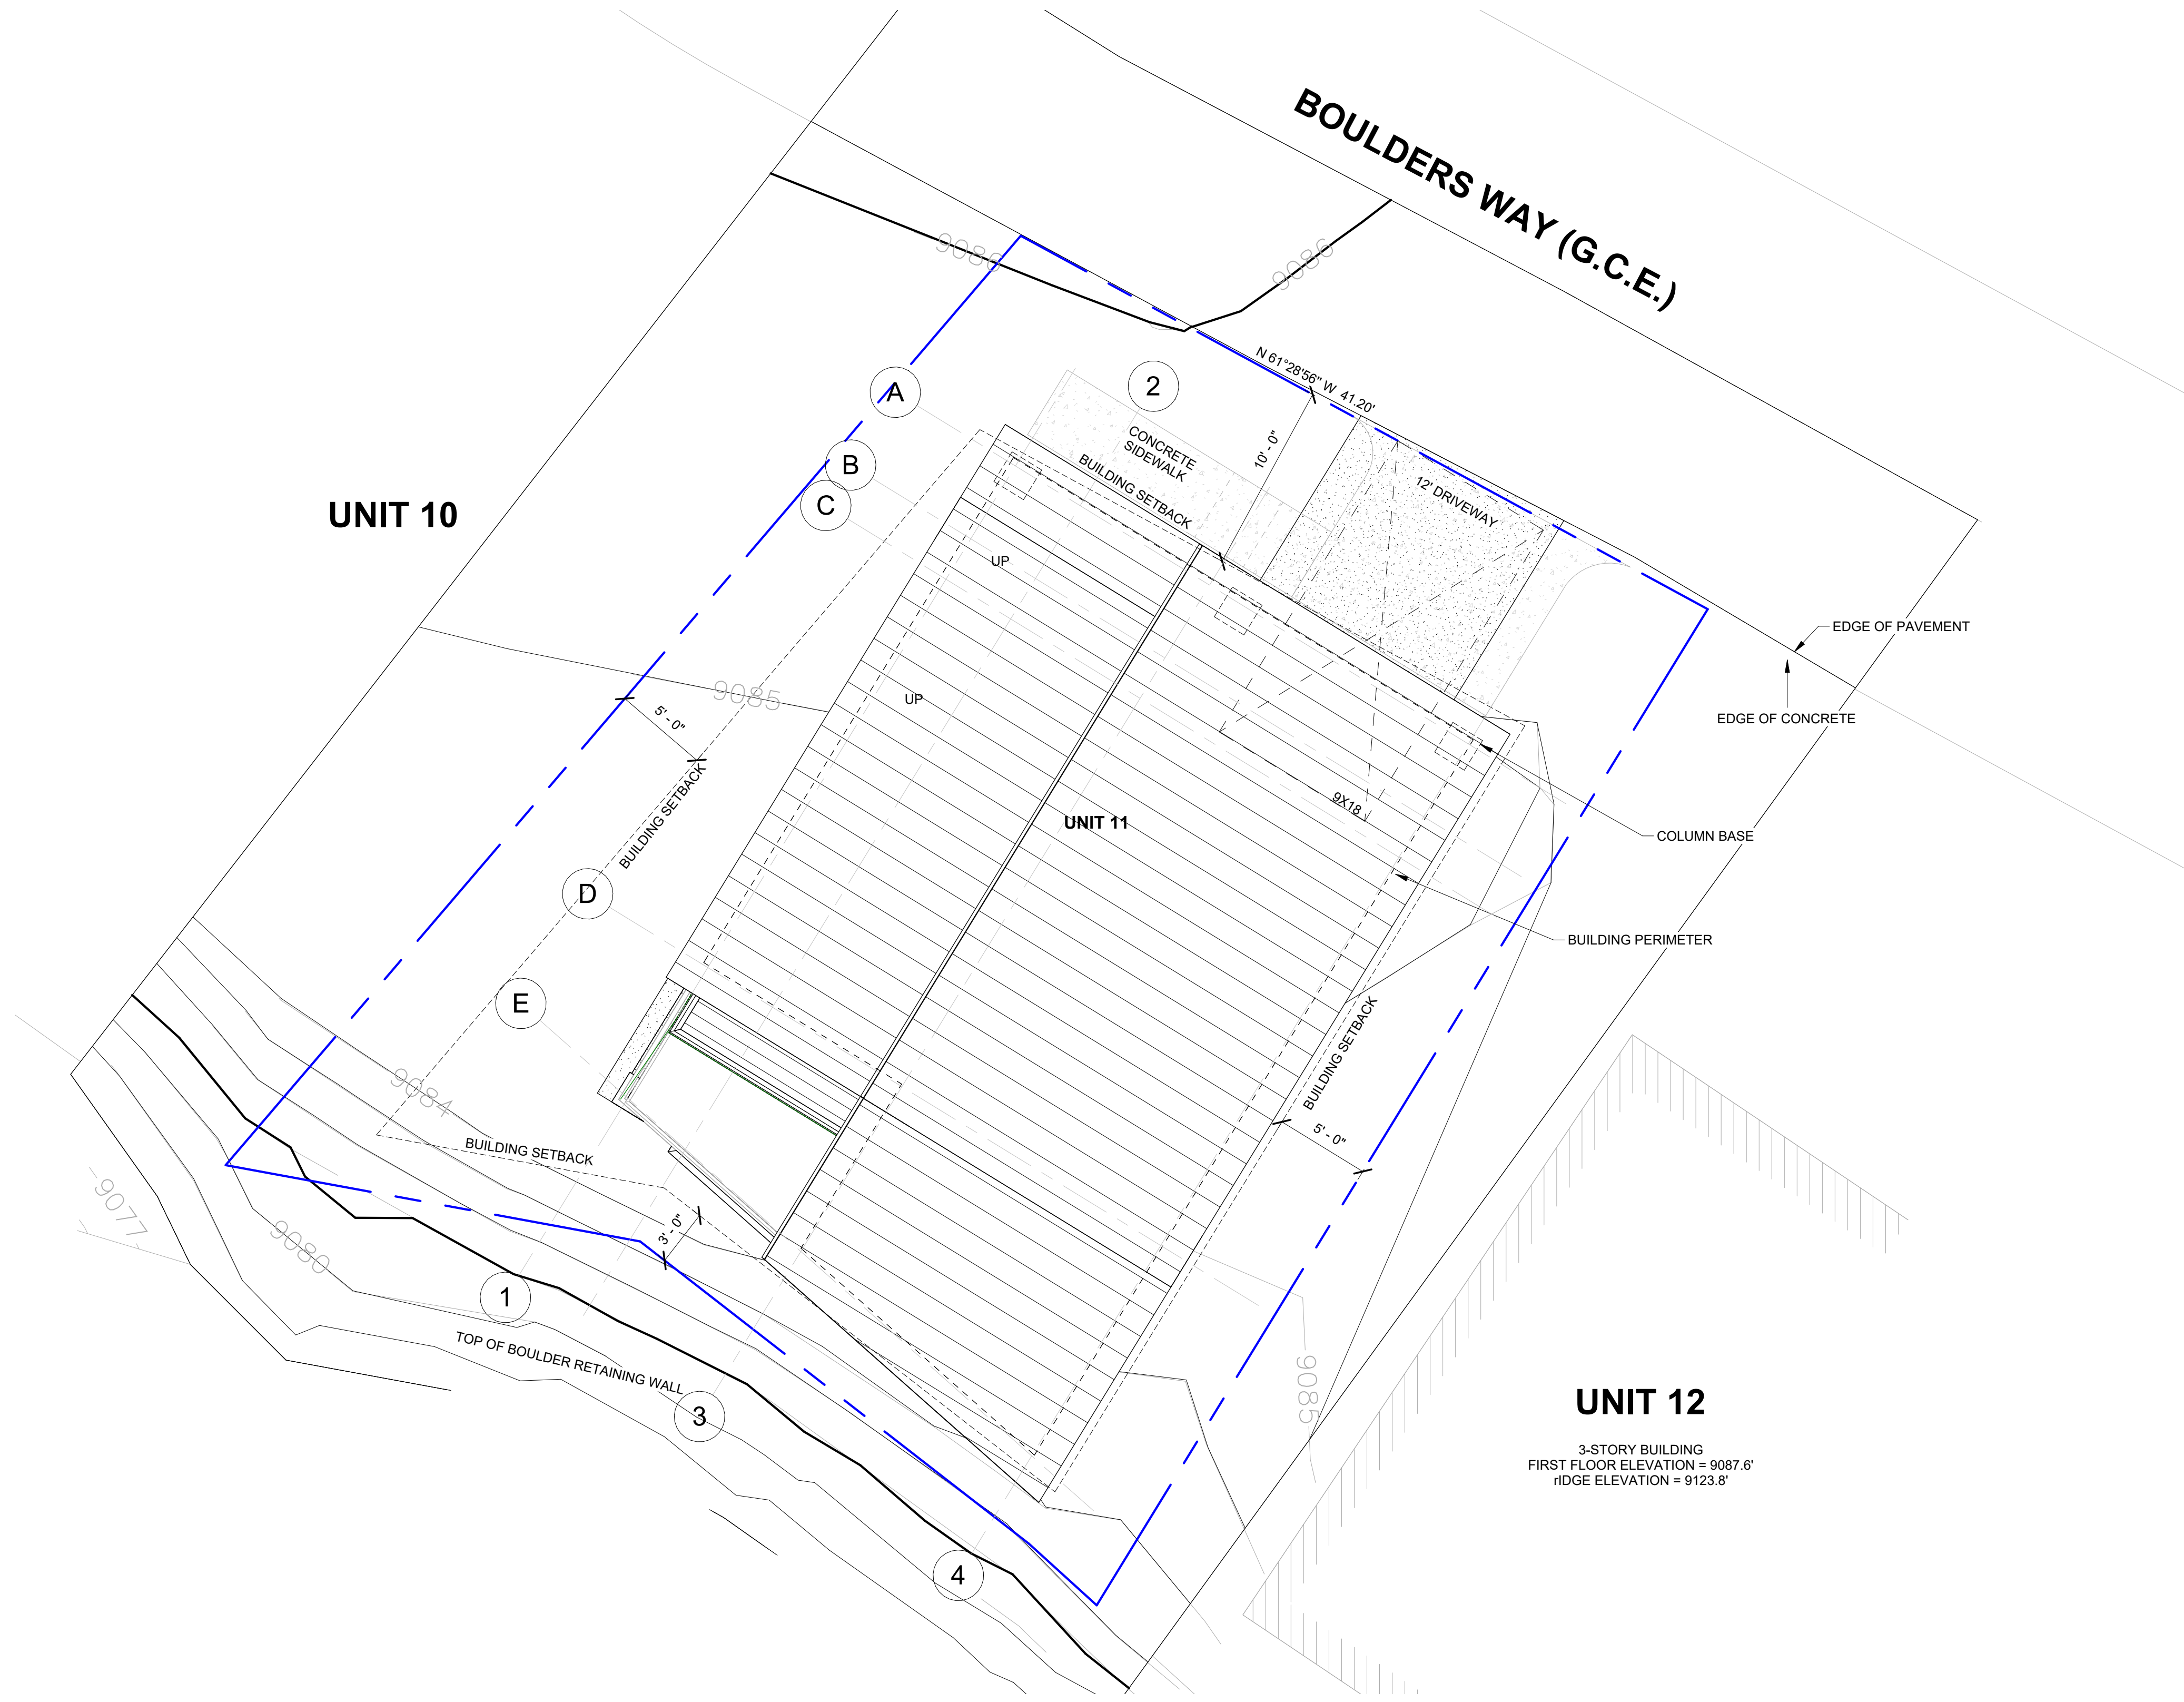 BOULDERS WAY (G.C.E.)
9086
9086
N 61°28'56" W 41.20'
A
2
B
C
CONCRETE
SIDEWALK
10' - 0"
BUILDING SETBACK
12' DRIVEWAY
UNIT 10
UP
UP
EDGE OF PAVEMENT
EDGE OF CONCRETE
9085
5' - 0"
BUILDING SETBACK
9X18
UNIT 11
COLUMN BASE
D
BUILDING PERIMETER
E
BUILDING SETBACK
9084
5' - 0"
BUILDING SETBACK
9077
9080
3' - 0"
1
TOP OF BOULDER RETAINING WALL
3
9085
UNIT 12
3-STORY BUILDING
FIRST FLOOR ELEVATION = 9087.6'
rIDGE ELEVATION = 9123.8'
4